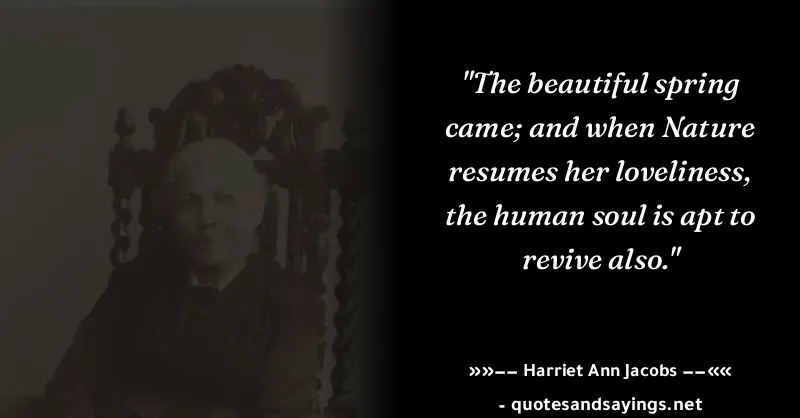 "The beautiful spring
came; and when Nature
resumes her loveliness,
the human soul is apt to
revive also."
»»–– Harriet Ann Jacobs ––««
- quotesandsayings.net